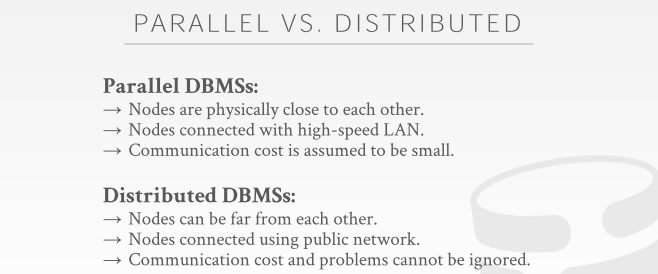 PARALLEL VS. DISTRIBUTED
Parallel DBMSs:
→ Nodes are physically close to each other.
→ Nodes connected with high-speed LAN.
→ Communication cost is assumed to be small.
Distributed DBMSs:
→ Nodes can be far from each other.
→ Nodes connected using public network.
→ Communication cost and problems cannot be ignored.